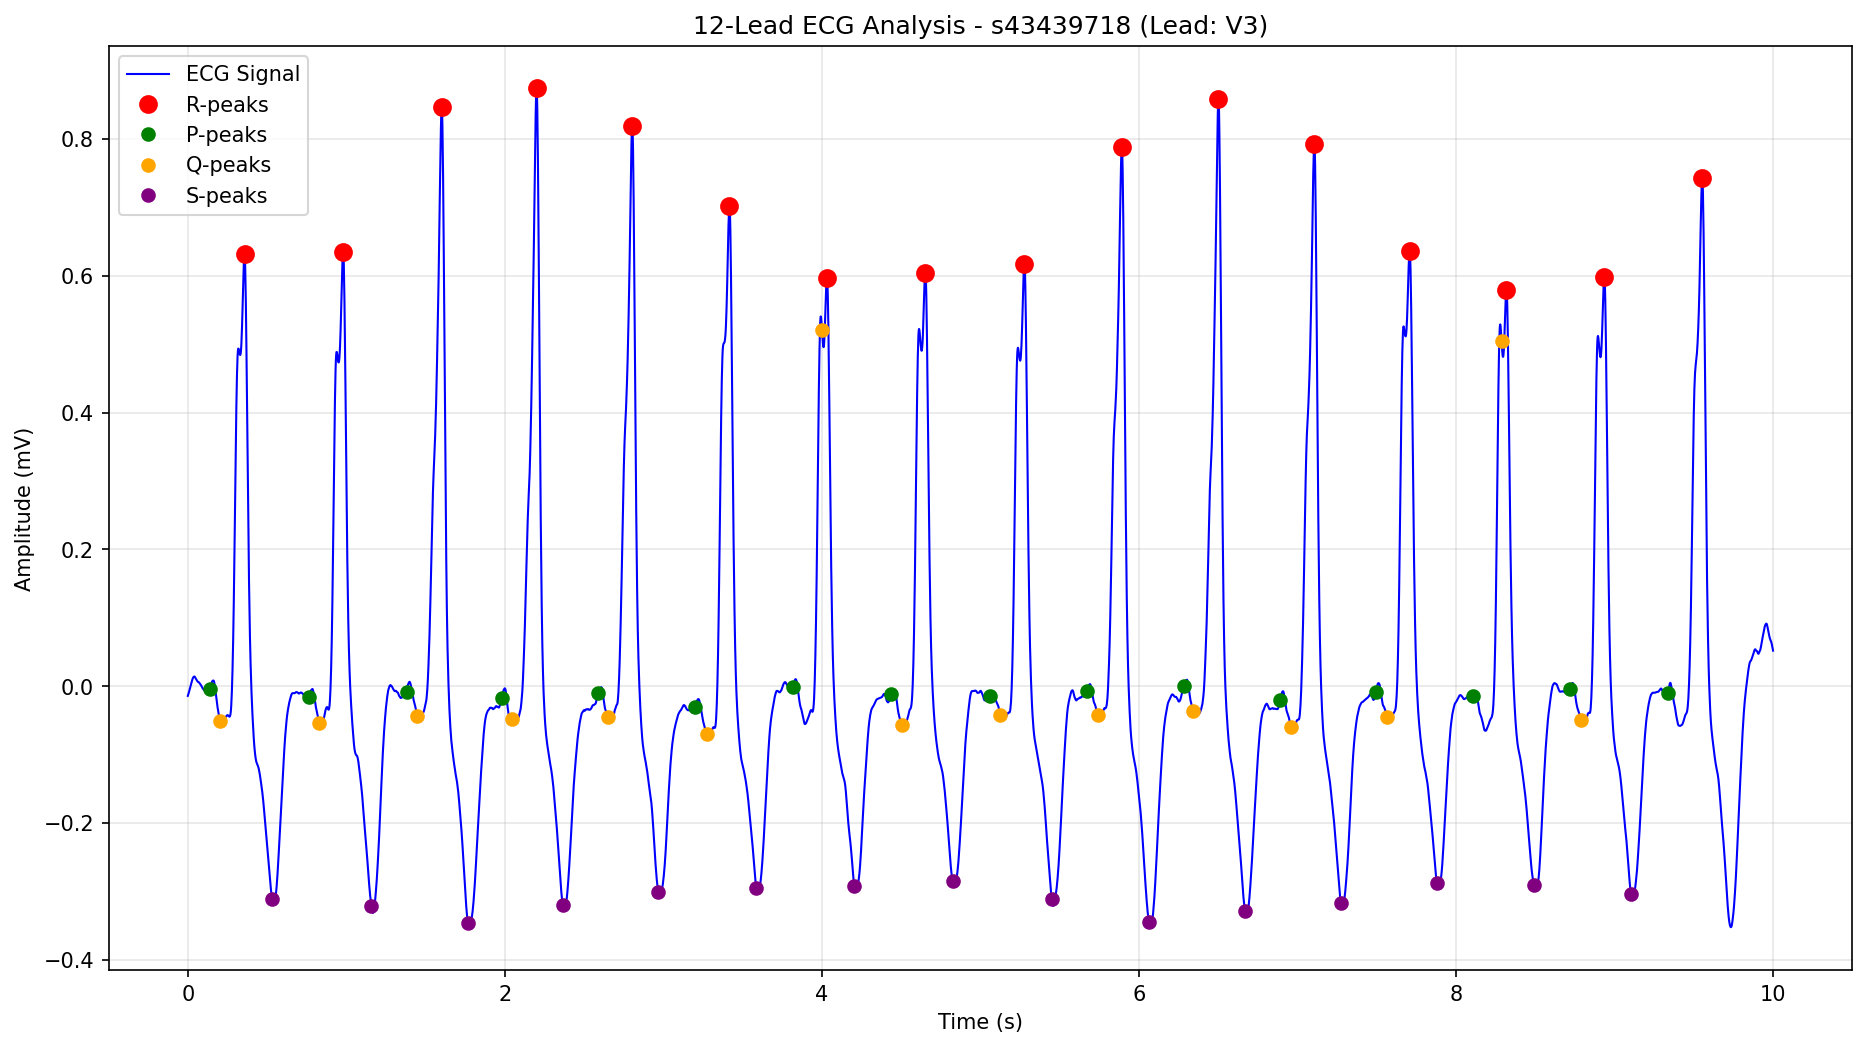 12-Lead ECG Analysis - s43439718 (Lead: V3)
ECG Signal
R-peaks
P-peaks
Q-peaks
S-peaks
Amplitude (mV)
0.8
0.6
0.4
0.2
0.0
−0.2
−0.4
0 2 4 6 8 10
Time (s)